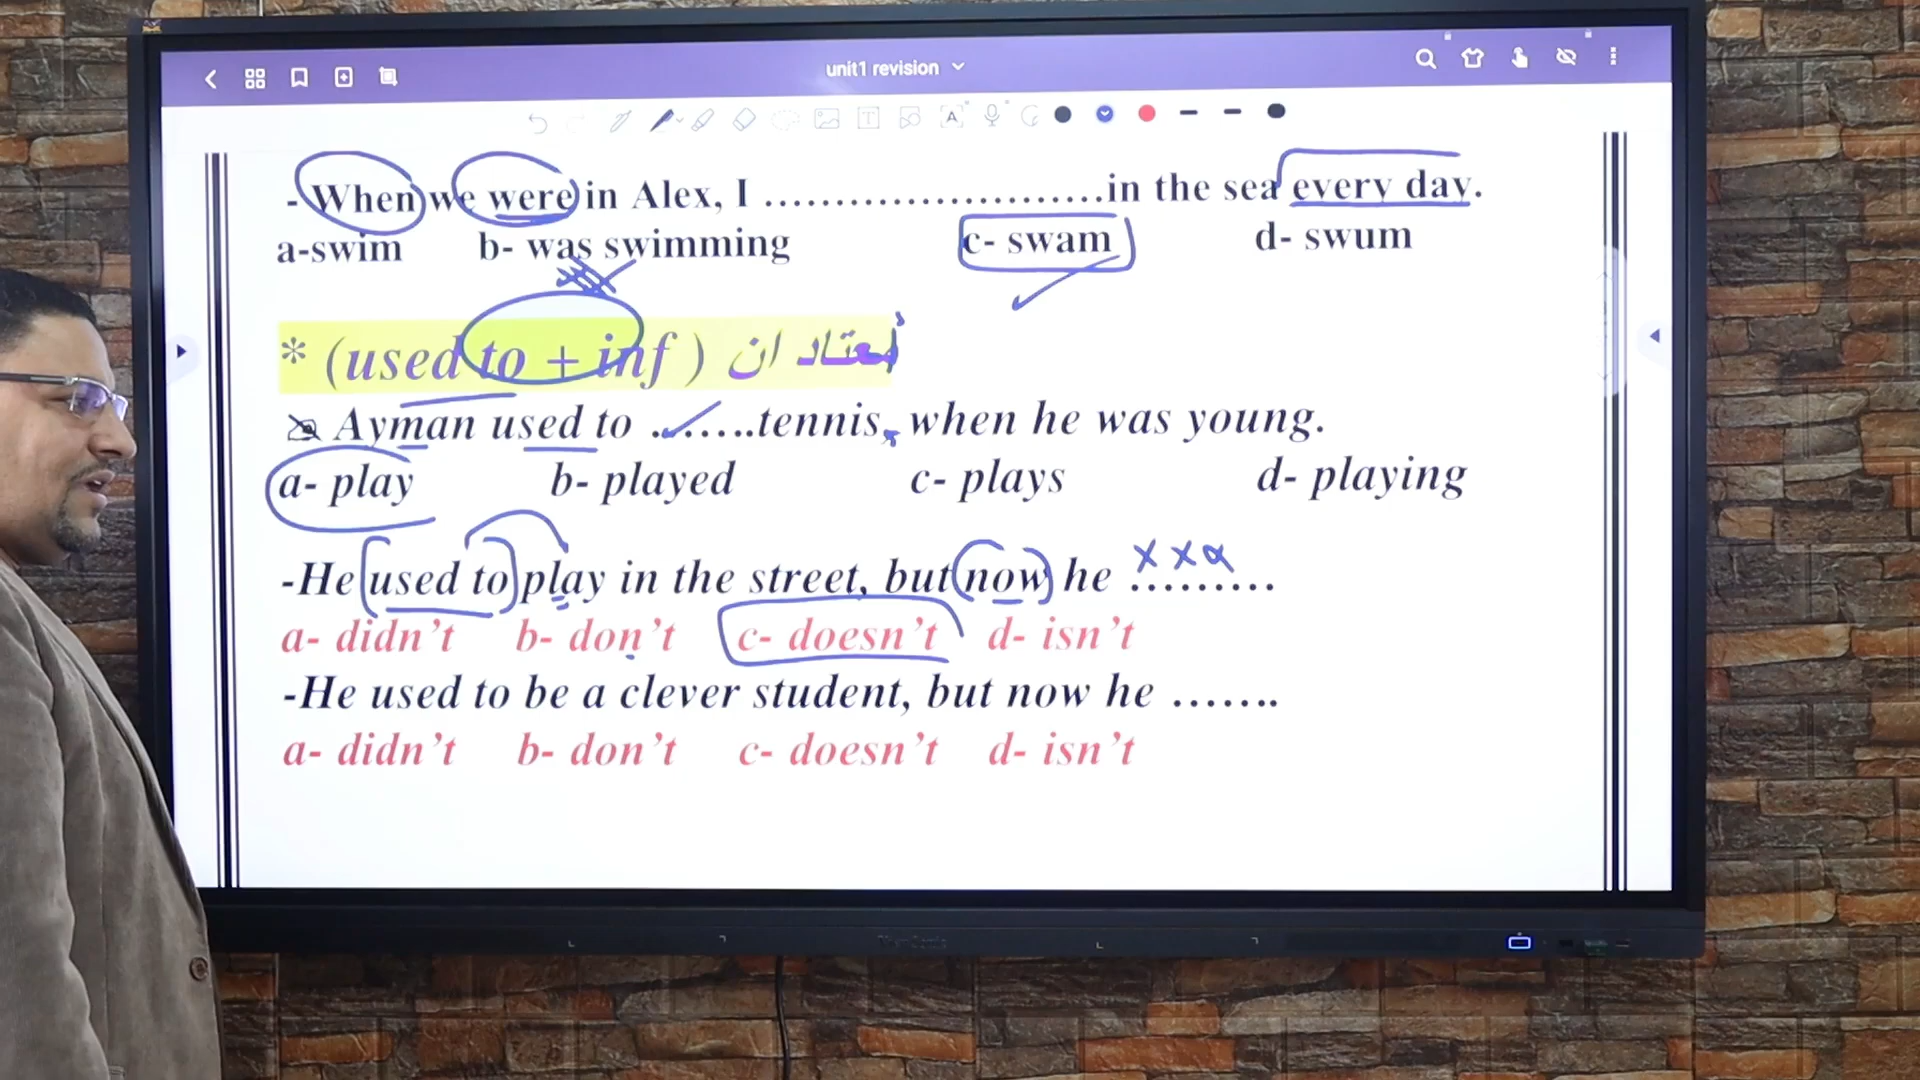 unit1 revision
- When we were in Alex, I ........................in the sea every day.
a-swim b- was swimming c- swam d- swum
* (used to + inf ) أعتاد ان
Ayman used to ........tennis, when he was young.
a- play b- played c- plays d- playing
-He used to play in the street, but now he .........
x x
a- didn't b- don't c- doesn't d- isn't
-He used to be a clever student, but now he .......
a- didn't b- don't c- doesn't d- isn't